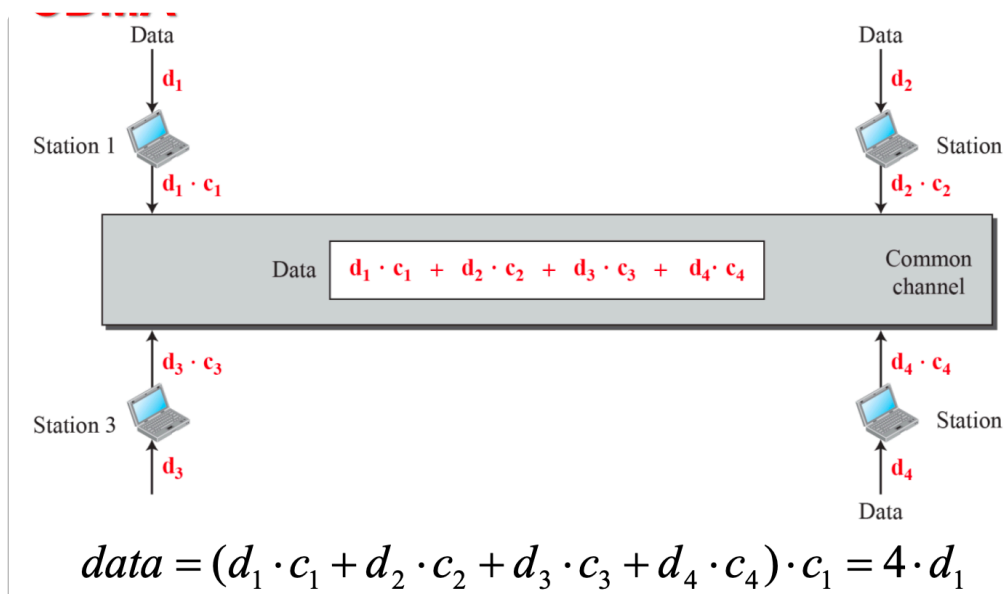 Data Data
d₁ d₂
Station 1 Station
d₁ · c₁ d₂ · c₂
Data d₁ · c₁ + d₂ · c₂ + d₃ · c₃ + d₄· c₄ Common
channel
d₃ · c₃ d₄ · c₄
Station 3 Station
d₃ d₄
Data
data = (d₁ · c₁ + d₂ · c₂ + d₃ · c₃ + d₄ · c₄) · c₁ = 4 · d₁